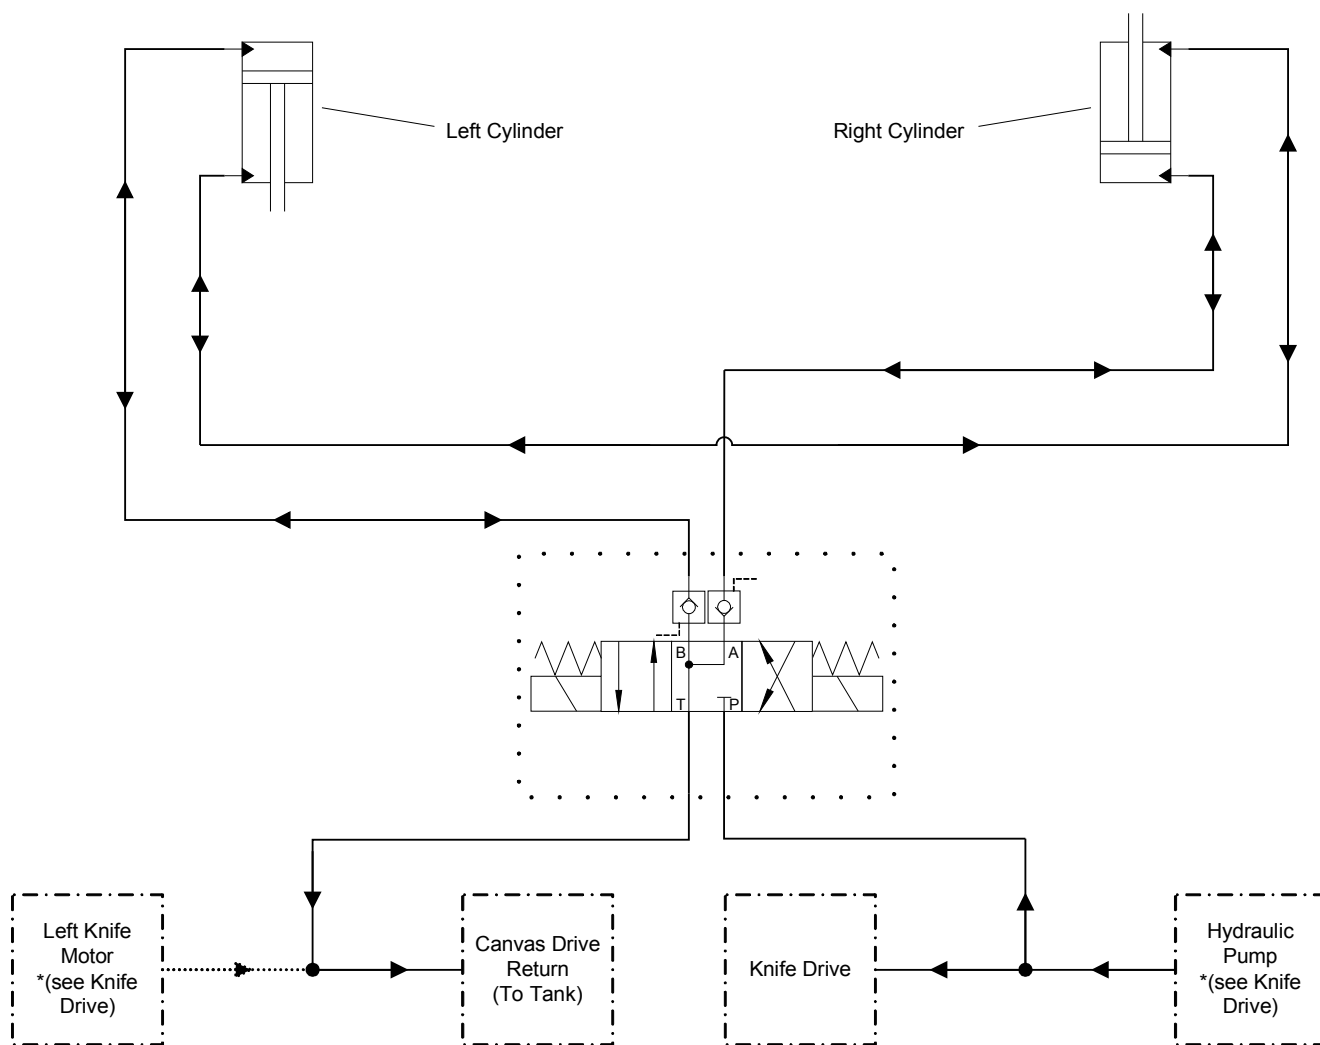 Left Cylinder
Right Cylinder
B
A
T
P
Left Knife
Motor
*(see Knife
Drive)
Canvas Drive
Return
(To Tank)
Knife Drive
Hydraulic
Pump
*(see Knife
Drive)